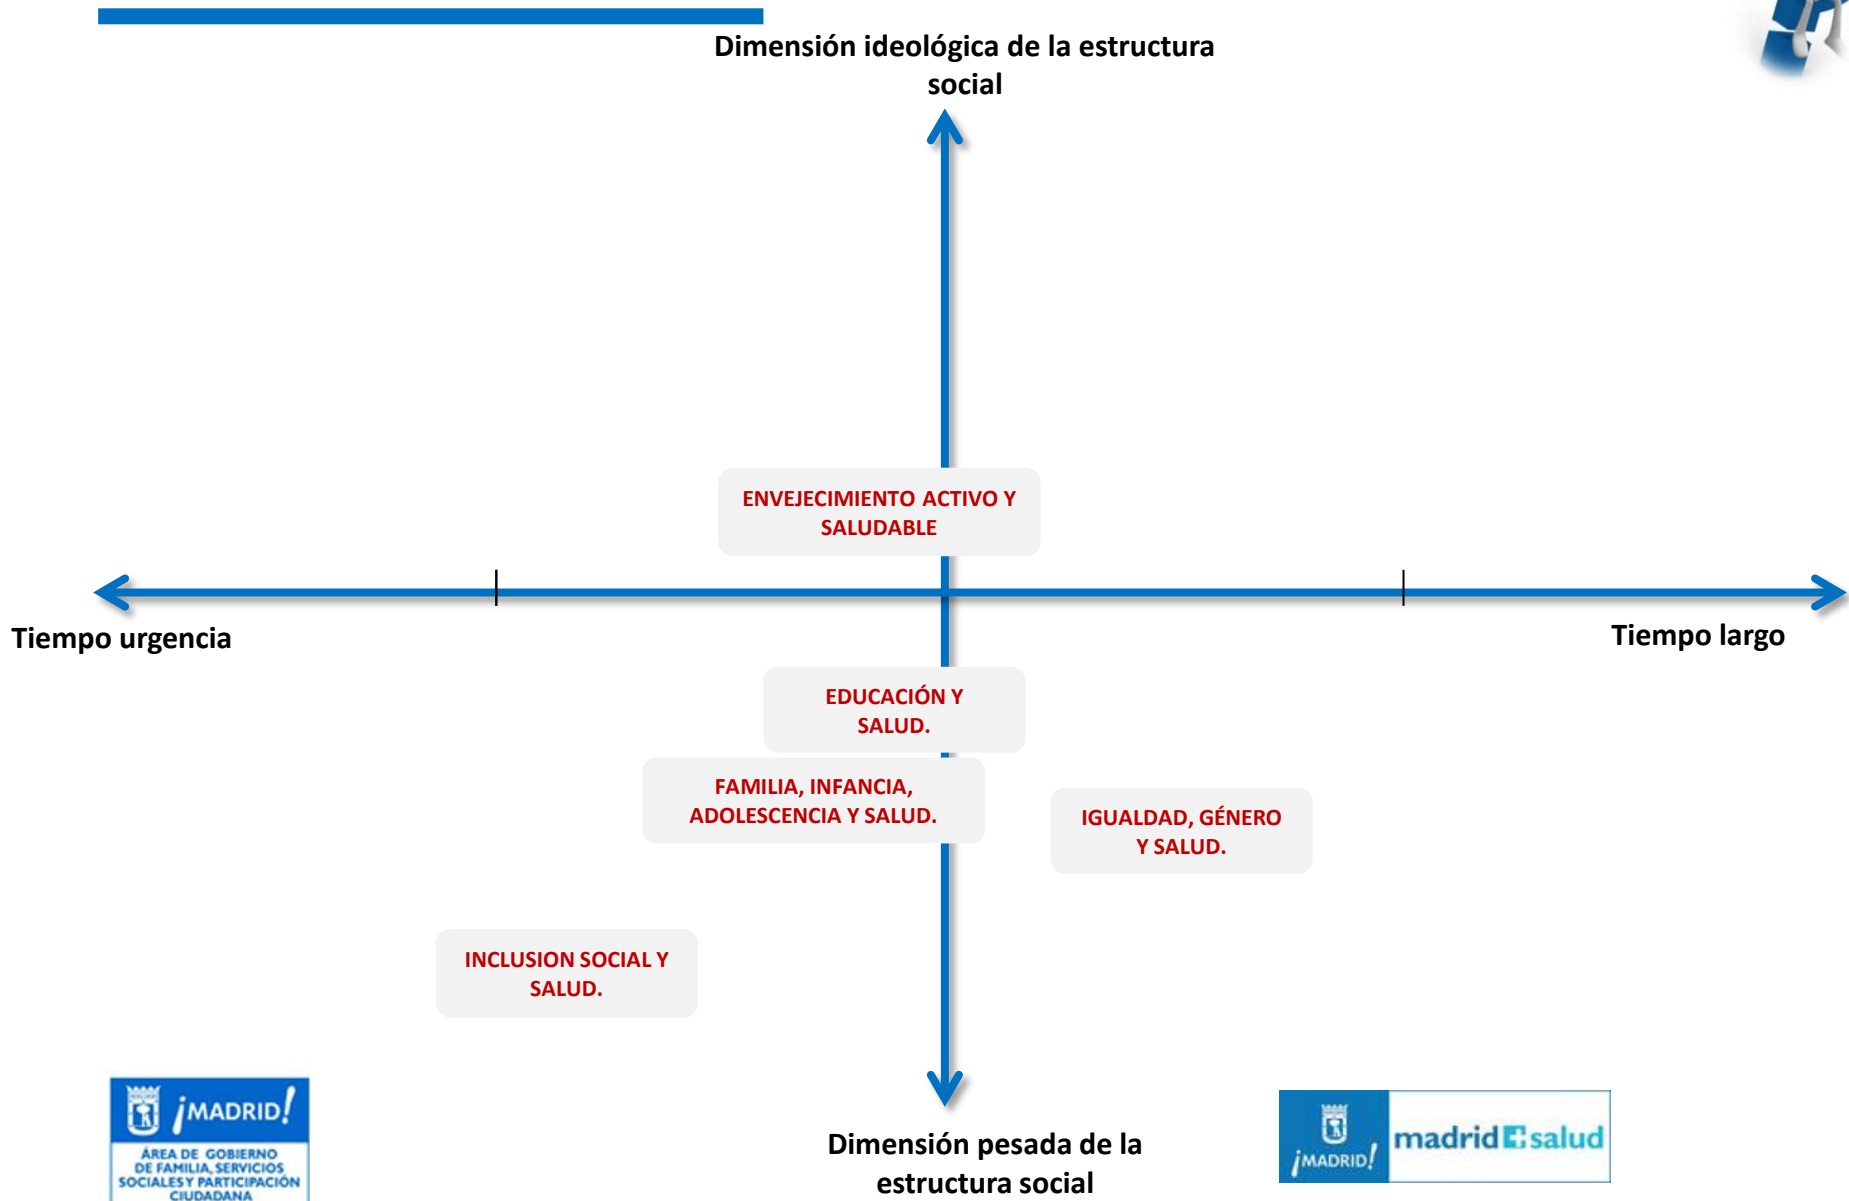 Dimensión ideológica de la estructura
social
ENVEJECIMIENTO ACTIVO Y
SALUDABLE
Tiempo urgencia
Tiempo largo
EDUCACIÓN Y
SALUD.
FAMILIA, INFANCIA,
ADOLESCENCIA Y SALUD.
IGUALDAD, GÉNERO
Y SALUD.
INCLUSION SOCIAL Y
SALUD.
¡MADRID!
ÁREA DE GOBIERNO
DE FAMILIA, SERVICIOS
SOCIALES Y PARTICIPACIÓN
CIUDADANA
Dimensión pesada de la
estructura social
¡MADRID!
madrid salud